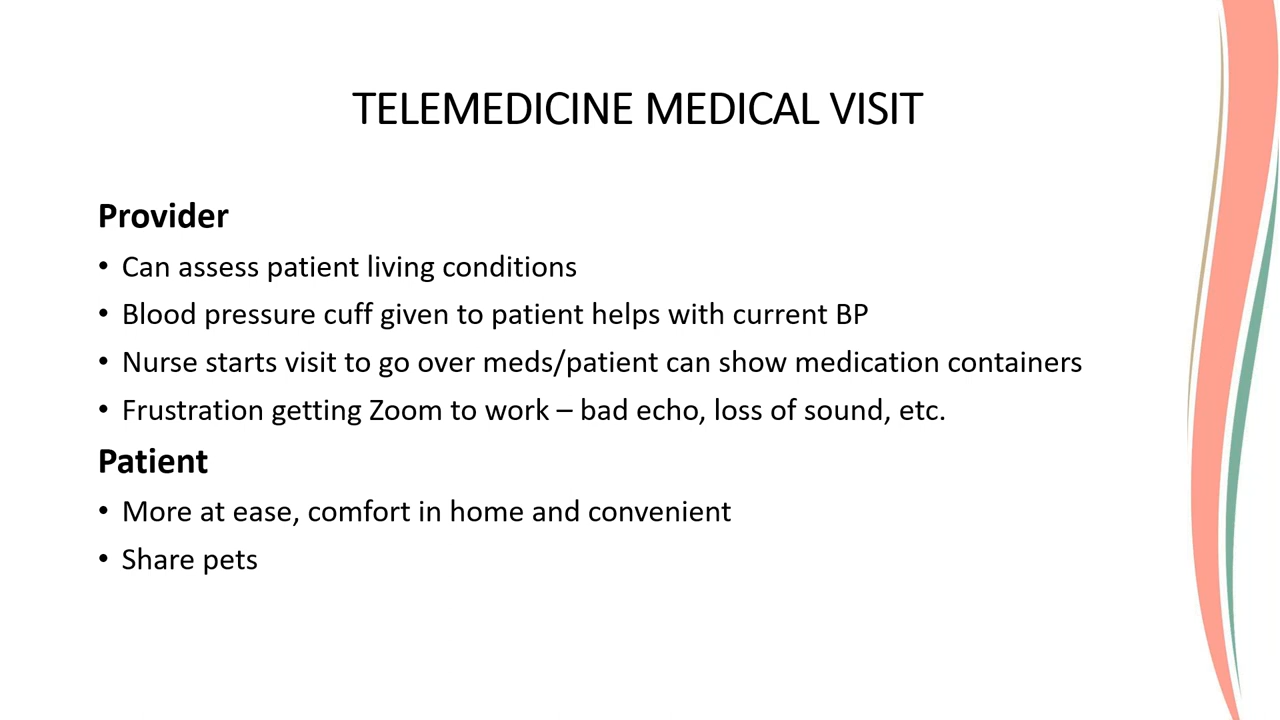 TELEMEDICINE MEDICAL VISIT
Provider
• Can assess patient living conditions
• Blood pressure cuff given to patient helps with current BP
• Nurse starts visit to go over meds/patient can show medication containers
• Frustration getting Zoom to work – bad echo, loss of sound, etc.
Patient
• More at ease, comfort in home and convenient
• Share pets